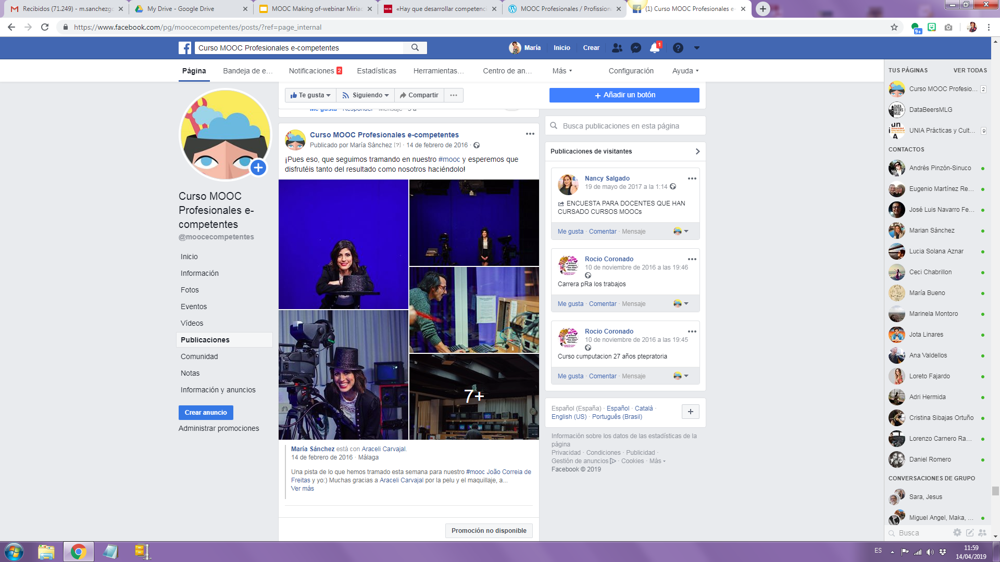 Recibidos (71.249) - m.sanchezgo
My Drive - Google Drive
MOOC Making of-webinar Miriad
«Hay que desarrollar competenci
MOOC Profesionales / Profission
(1) Curso MOOC Profesionales e-
https://www.facebook.com/pg/moocecompetentes/posts/?ref=page_internal
9+
Curso MOOC Profesionales e-competentes
María
Inicio
Crear
1
Página
Bandeja de e...
Notificaciones 2
Estadísticas
Herramientas...
Centro de an...
Más
Configuración
Ayuda
Te gusta
Siguiendo
Compartir
+ Añadir un botón
Me gusta · Responder · Mensaje · 3 a
Curso MOOC
Profesionales e-
competentes
@moocecompetentes
Inicio
Información
Fotos
Eventos
Vídeos
Publicaciones
Comunidad
Notas
Información y anuncios
Crear anuncio
Administrar promociones
Curso MOOC Profesionales e-competentes
Publicado por María Sánchez [?] · 14 de febrero de 2016 ·
¡Pues eso, que seguimos tramando en nuestro #mooc y esperemos que
disfrutéis tanto del resultado como nosotros haciéndolo!
7+
María Sánchez está con Araceli Carvajal.
14 de febrero de 2016 · Málaga
Una pista de lo que hemos tramado esta semana para nuestro #mooc João Correia de
Freitas y yo:) Muchas gracias a Araceli Carvajal por la pelu y el maquillaje, a...
Ver más
Promoción no disponible
Busca publicaciones en esta página
Publicaciones de visitantes
Nancy Salgado
19 de mayo de 2017 a la 1:14
ENCUESTA PARA DOCENTES QUE HAN
CURSADO CURSOS MOOCs
Me gusta · Comentar · Mensaje
Rocio Coronado
10 de noviembre de 2016 a las 19:46
Carrera pRa los trabajos
Me gusta · Comentar · Mensaje
Rocio Coronado
10 de noviembre de 2016 a las 19:45
Curso cumputacion 27 años ptepratoria
Me gusta · Comentar · Mensaje
Español (España) · Español · Català ·
English (US) · Português (Brasil)
Información sobre los datos de las estadísticas de la
página
Privacidad · Condiciones · Publicidad ·
Gestión de anuncios · Cookies · Más
Facebook © 2019
TUS PÁGINAS
VER TODAS
Curso MOOC Profesio... 2
DATA BEERS MLG
DataBeersMLG
UNIA Prácticas y Cult... 9
CONTACTOS
Andrés Pinzón-Sinuco
Eugenio Martínez Re...
José Luis Navarro Fe...
Marian Sánchez
Lucia Solana Aznar
Ceci Chabrillon
María Bueno
Marinela Montoro
Jota Linares
Ana Valdellos
Loreto Fajardo
Adri Hermida
Cristina Sibajas Ortuño
Lorenzo Carnero Ra...
Daniel Romero
CONVERSACIONES DE GRUPO
Sara, Jesus
Miguel Angel, Maka, ...
Busca
ES
11:59
14/04/2019